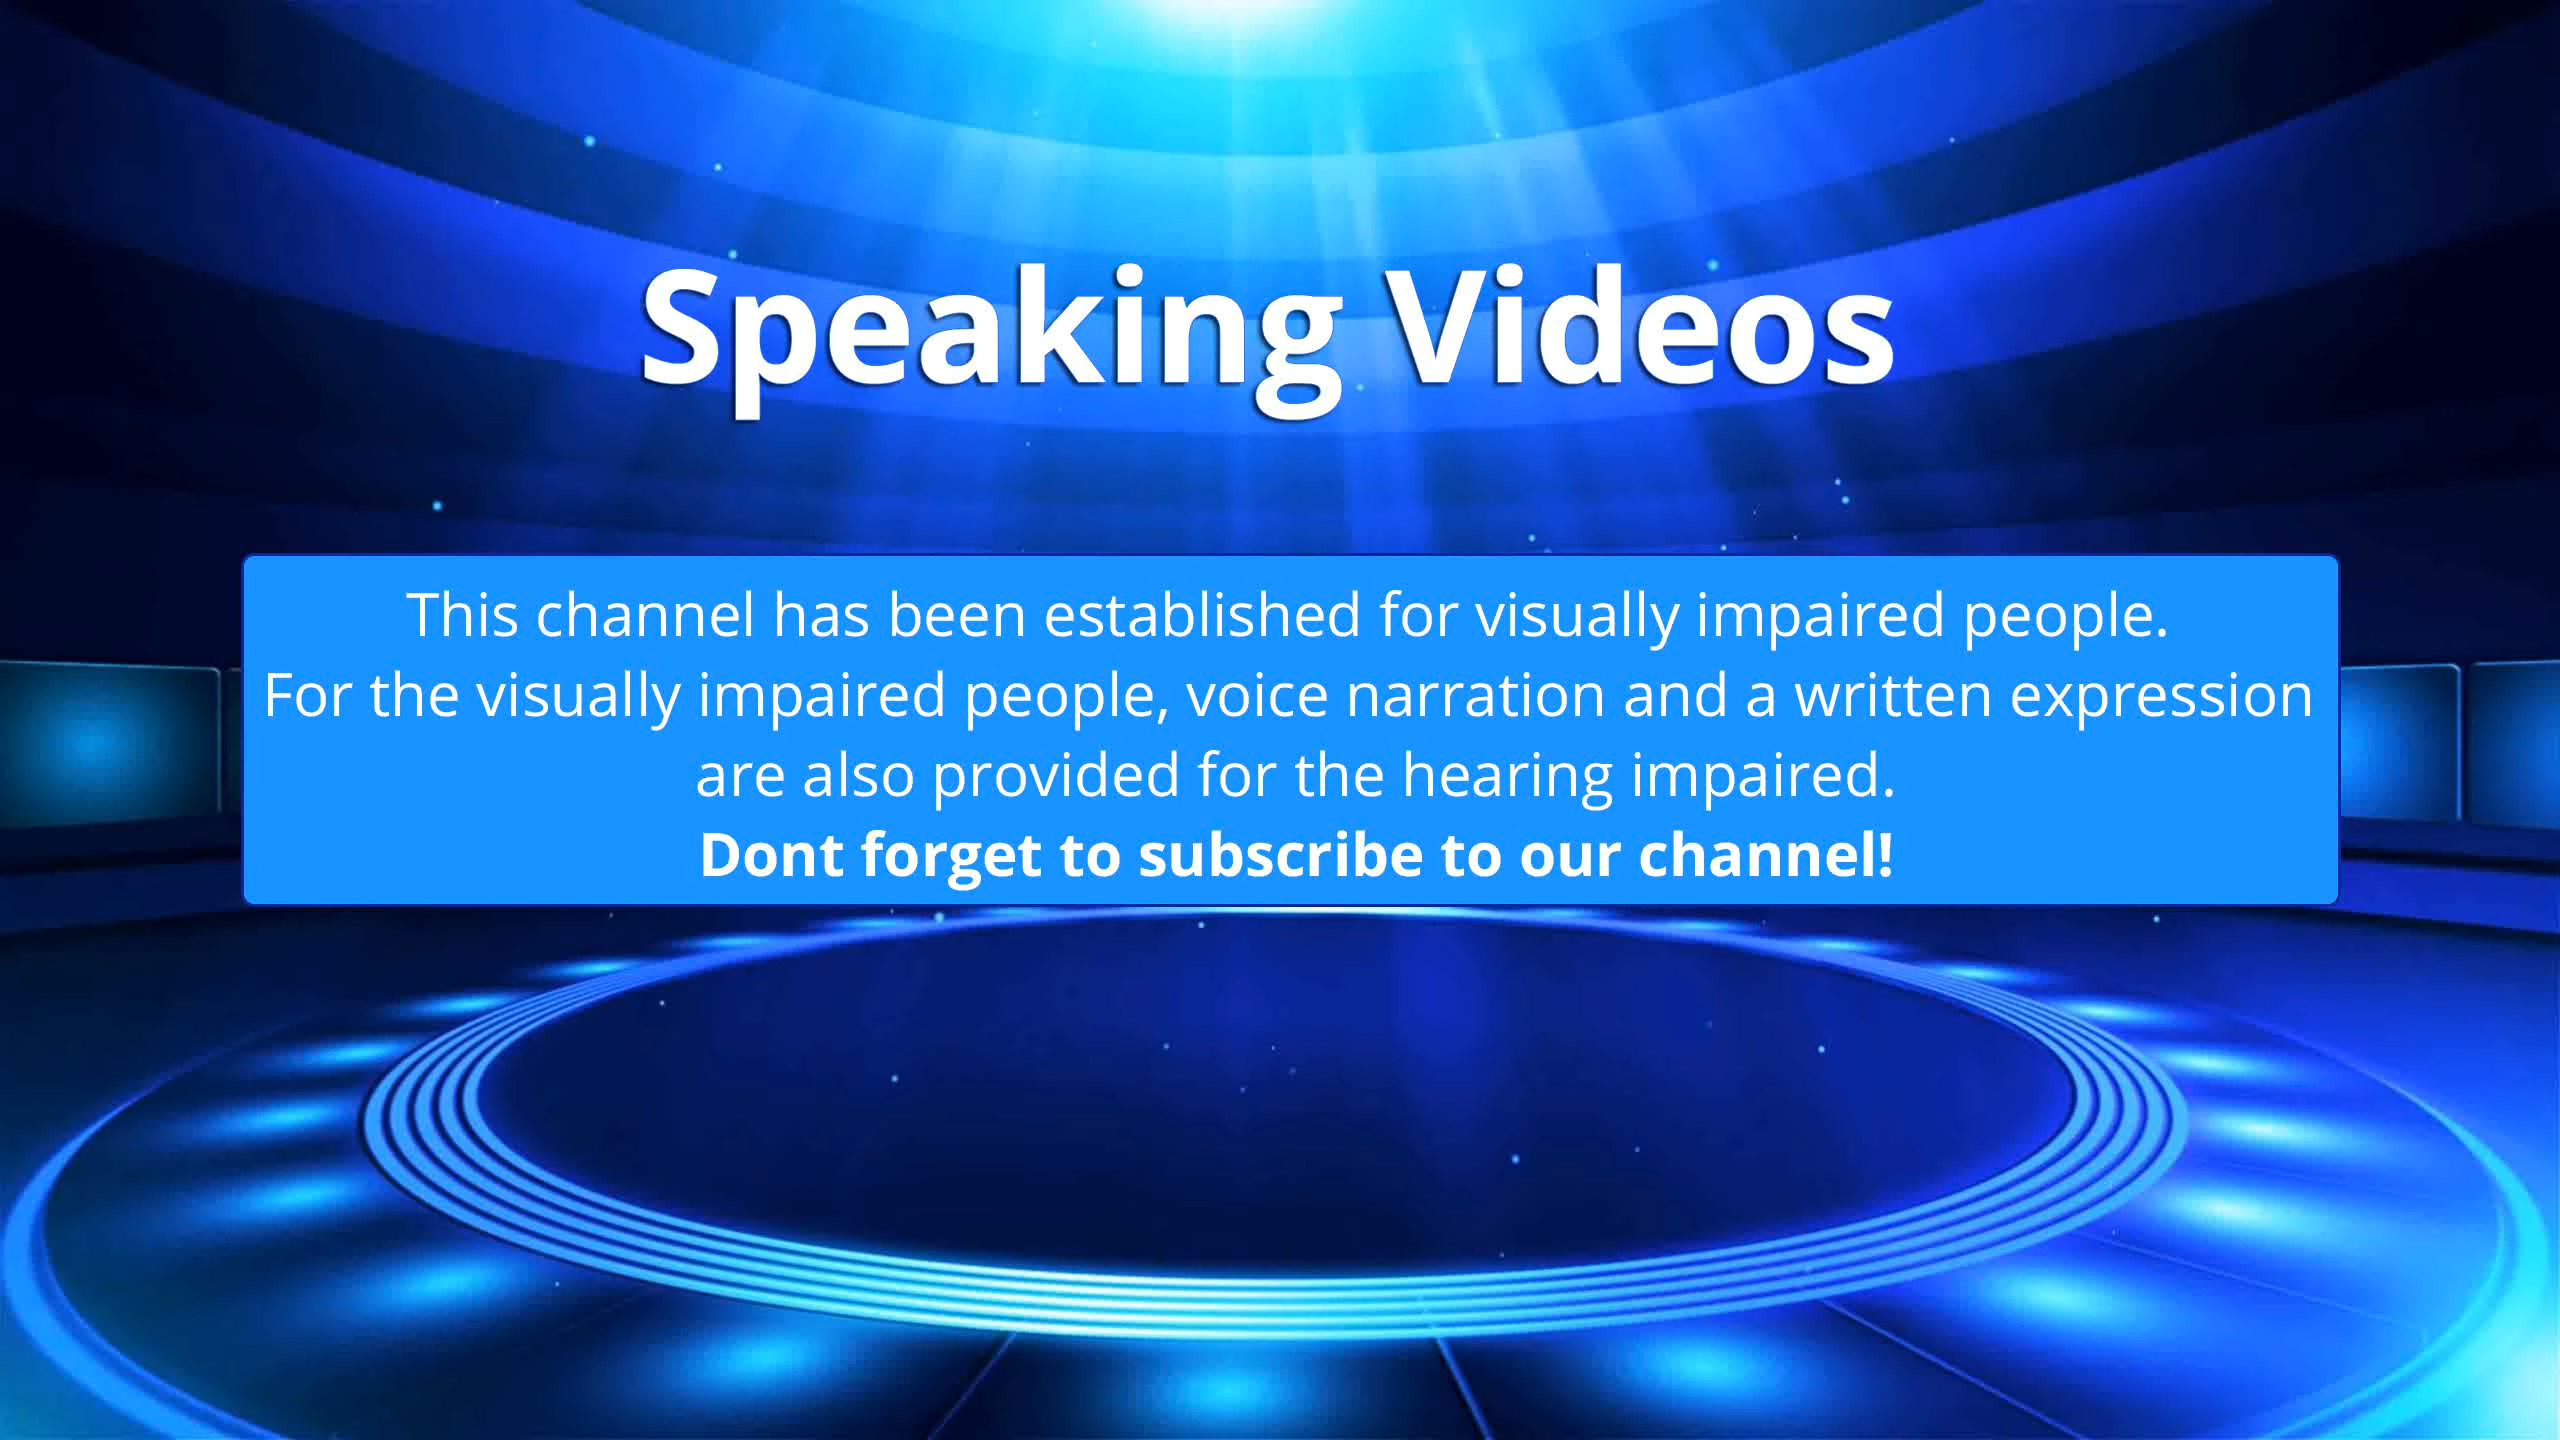 Speaking Videos
This channel has been established for visually impaired people.
For the visually impaired people, voice narration and a written expression
are also provided for the hearing impaired.
Dont forget to subscribe to our channel!